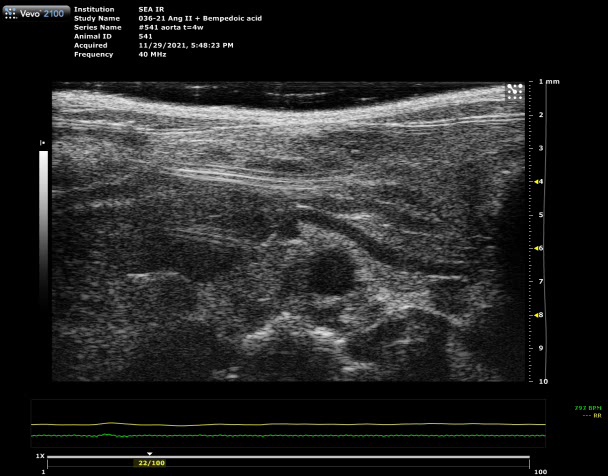 Vevo 2100
Institution SEA IR
Study Name 036-21 Ang II + Bempedoic acid
Series Name #541 aorta t=4w
Animal ID 541
Acquired 11/29/2021, 5:48:23 PM
Frequency 40 MHz
1 mm
2
3
4
5
6
7
8
9
10
BPM
--- RR
1X
22/100
1
100